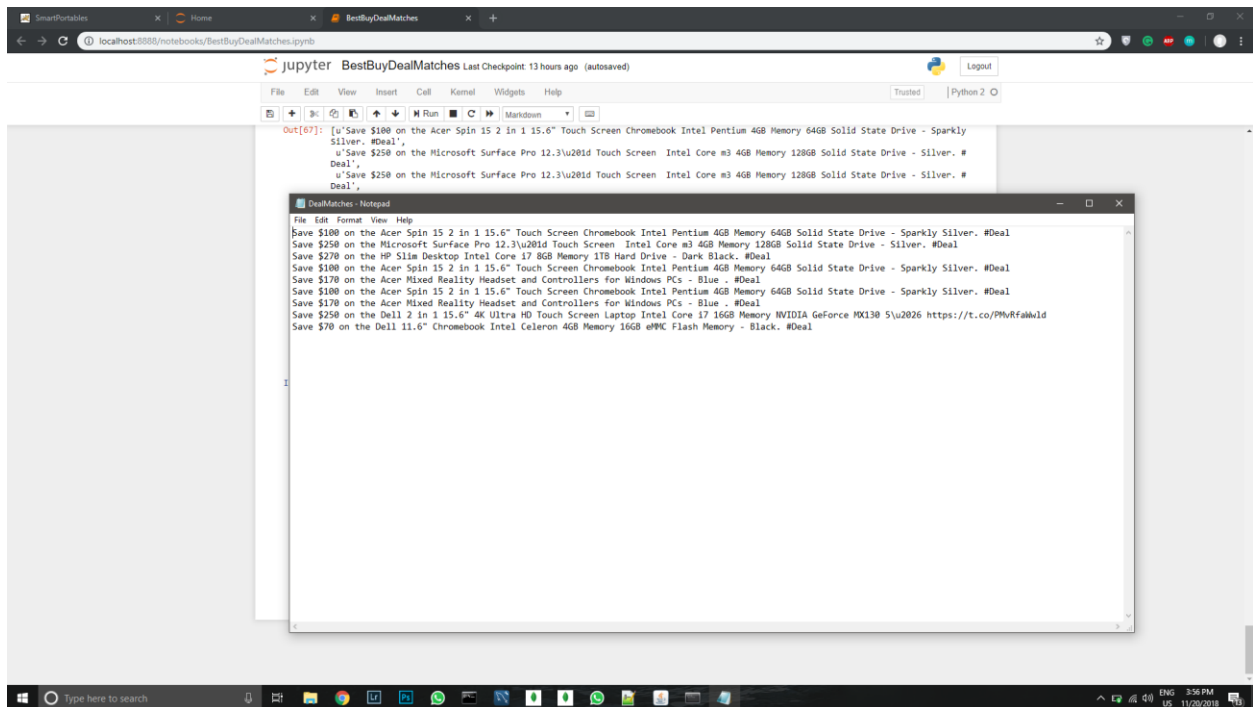 SmartPortables
Home
BestBuyDealMatches
localhost:8888/notebooks/BestBuyDealMatches.ipynb
jupyter BestBuyDealMatches Last Checkpoint: 13 hours ago (autosaved)
Logout
File Edit View Insert Cell Kernel Widgets Help
Trusted Python 2
Run Markdown
Out[67]: [u'Save $100 on the Acer Spin 15 2 in 1 15.6" Touch Screen Chromebook Intel Pentium 4GB Memory 64GB Solid State Drive - Sparkly
Silver. #Deal',
u'Save $250 on the Microsoft Surface Pro 12.3\u201d Touch Screen  Intel Core m3 4GB Memory 128GB Solid State Drive - Silver. #
Deal',
u'Save $250 on the Microsoft Surface Pro 12.3\u201d Touch Screen  Intel Core m3 4GB Memory 128GB Solid State Drive - Silver. #
Deal',
DealMatches - Notepad
File Edit Format View Help
Save $100 on the Acer Spin 15 2 in 1 15.6" Touch Screen Chromebook Intel Pentium 4GB Memory 64GB Solid State Drive - Sparkly Silver. #Deal
Save $250 on the Microsoft Surface Pro 12.3\u201d Touch Screen  Intel Core m3 4GB Memory 128GB Solid State Drive - Silver. #Deal
Save $270 on the HP Slim Desktop Intel Core i7 8GB Memory 1TB Hard Drive - Dark Black. #Deal
Save $100 on the Acer Spin 15 2 in 1 15.6" Touch Screen Chromebook Intel Pentium 4GB Memory 64GB Solid State Drive - Sparkly Silver. #Deal
Save $170 on the Acer Mixed Reality Headset and Controllers for Windows PCs - Blue . #Deal
Save $100 on the Acer Spin 15 2 in 1 15.6" Touch Screen Chromebook Intel Pentium 4GB Memory 64GB Solid State Drive - Sparkly Silver. #Deal
Save $170 on the Acer Mixed Reality Headset and Controllers for Windows PCs - Blue . #Deal
Save $250 on the Dell 2 in 1 15.6" 4K Ultra HD Touch Screen Laptop Intel Core i7 16GB Memory NVIDIA GeForce MX130 5\u2026 https://t.co/PMvRfaWwld
Save $70 on the Dell 11.6" Chromebook Intel Celeron 4GB Memory 16GB eMMC Flash Memory - Black. #Deal
Type here to search
Lr
Ps
ENG 3:56 PM
US 11/20/2018